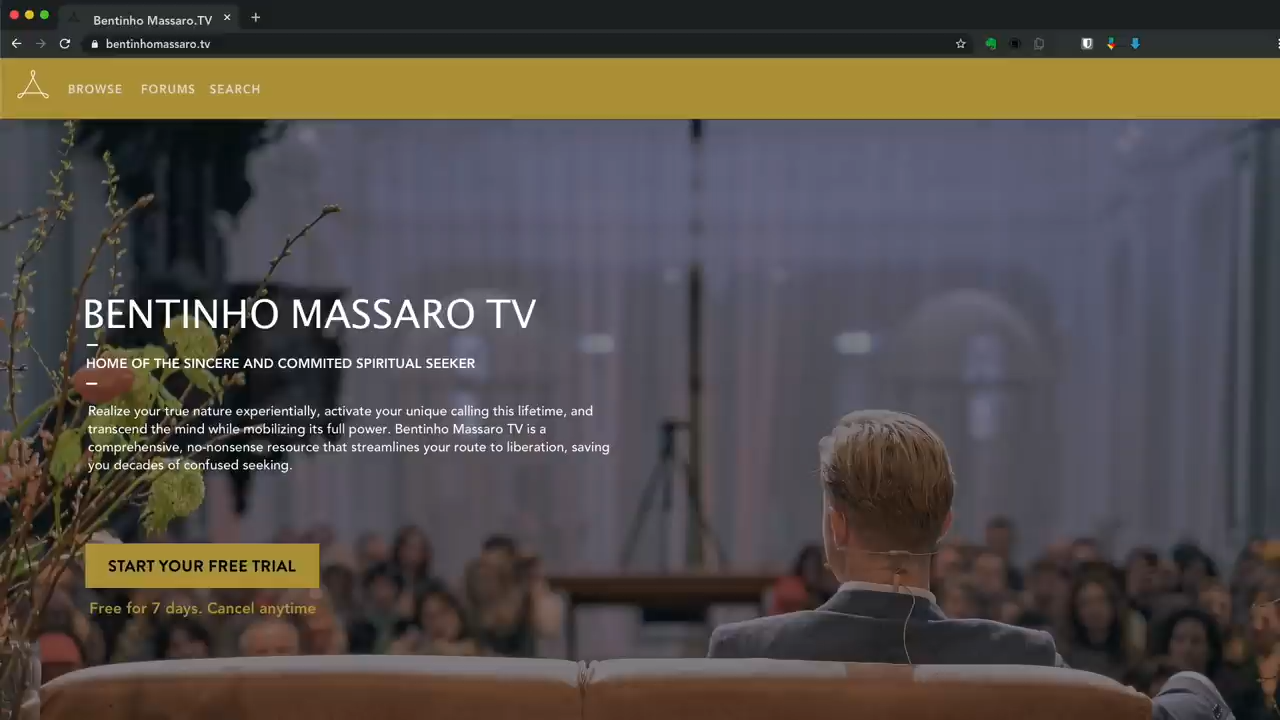 Bentinho Massaro.TV
bentinhomassaro.tv
BROWSE FORUMS SEARCH
BENTINHO MASSARO TV
HOME OF THE SINCERE AND COMMITED SPIRITUAL SEEKER
Realize your true nature experientially, activate your unique calling this lifetime, and
transcend the mind while mobilizing its full power. Bentinho Massaro TV is a
comprehensive, no-nonsense resource that streamlines your route to liberation, saving
you decades of confused seeking.
START YOUR FREE TRIAL
Free for 7 days. Cancel anytime